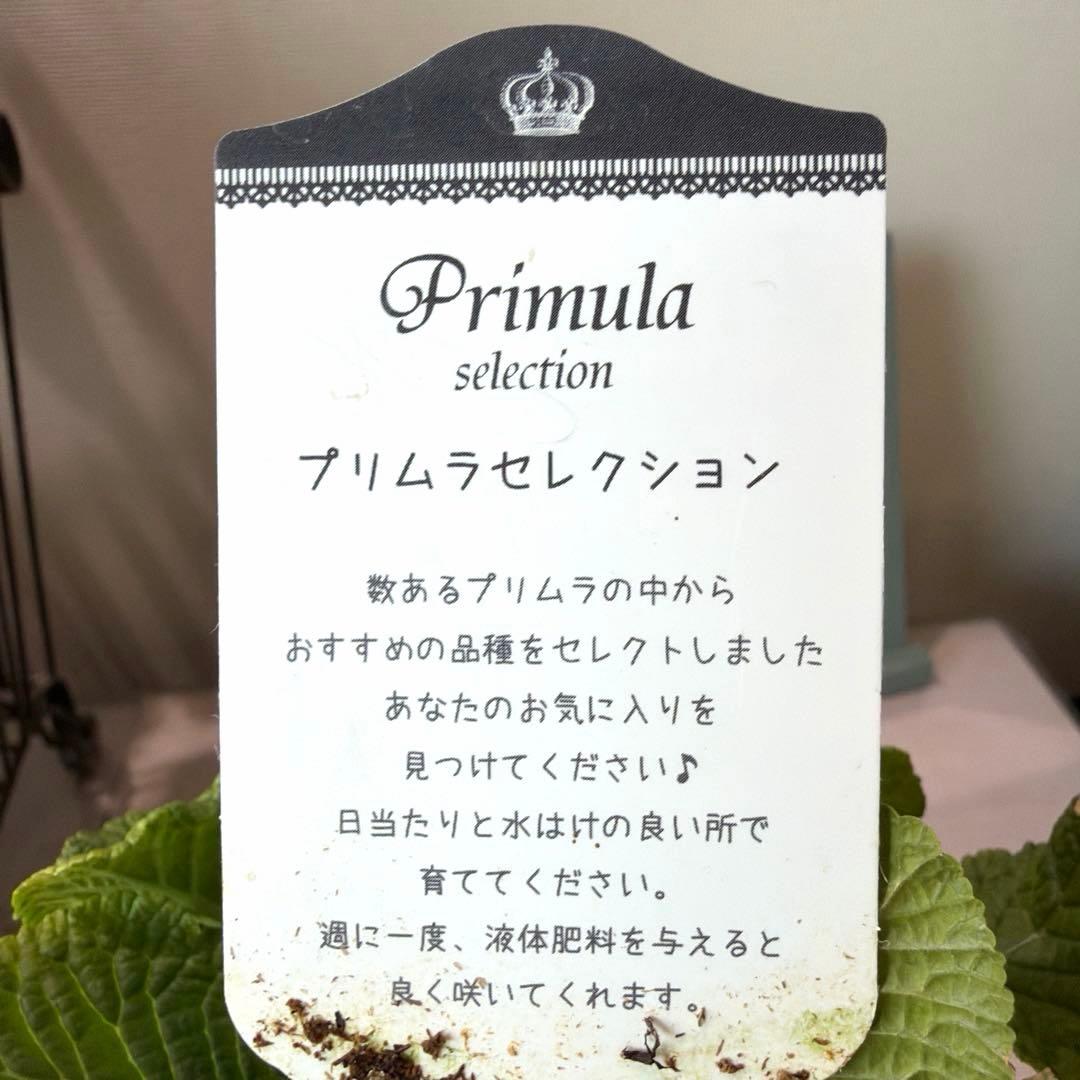 Primula
selection
プリムラセレクション
数あるプリムラの中から
おすすめの品種をセレクトしました
あなたのお気に入りを
見つけてください♪
日当たりと水はけの良い所で
育ててください。
週に一度、液体肥料を与えると
良く咲いてくれます。